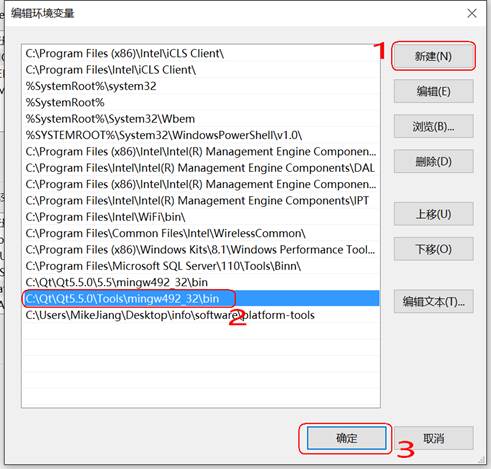 编辑环境变量
C:\Program Files (x86)\Intel\iCLS Client\
C:\Program Files\Intel\iCLS Client\
%SystemRoot%\system32
%SystemRoot%
%SystemRoot%\System32\Wbem
%SYSTEMROOT%\System32\WindowsPowerShell\v1.0\
C:\Program Files (x86)\Intel\Intel(R) Management Engine Componen...
C:\Program Files\Intel\Intel(R) Management Engine Components\DAL
C:\Program Files (x86)\Intel\Intel(R) Management Engine Componen...
C:\Program Files\Intel\Intel(R) Management Engine Components\IPT
C:\Program Files\Intel\WiFi\bin\
C:\Program Files\Common Files\Intel\WirelessCommon\
C:\Program Files (x86)\Windows Kits\8.1\Windows Performance Tool...
C:\Program Files\Microsoft SQL Server\110\Tools\Binn\
C:\Qt\Qt5.5.0\5.5\mingw492_32\bin
C:\Qt\Qt5.5.0\Tools\mingw492_32\bin
2
C:\Users\MikeJiang\Desktop\info\software\platform-tools
1
新建(N)
编辑(E)
浏览(B)...
删除(D)
上移(U)
下移(O)
编辑文本(T)...
确定
3
取消